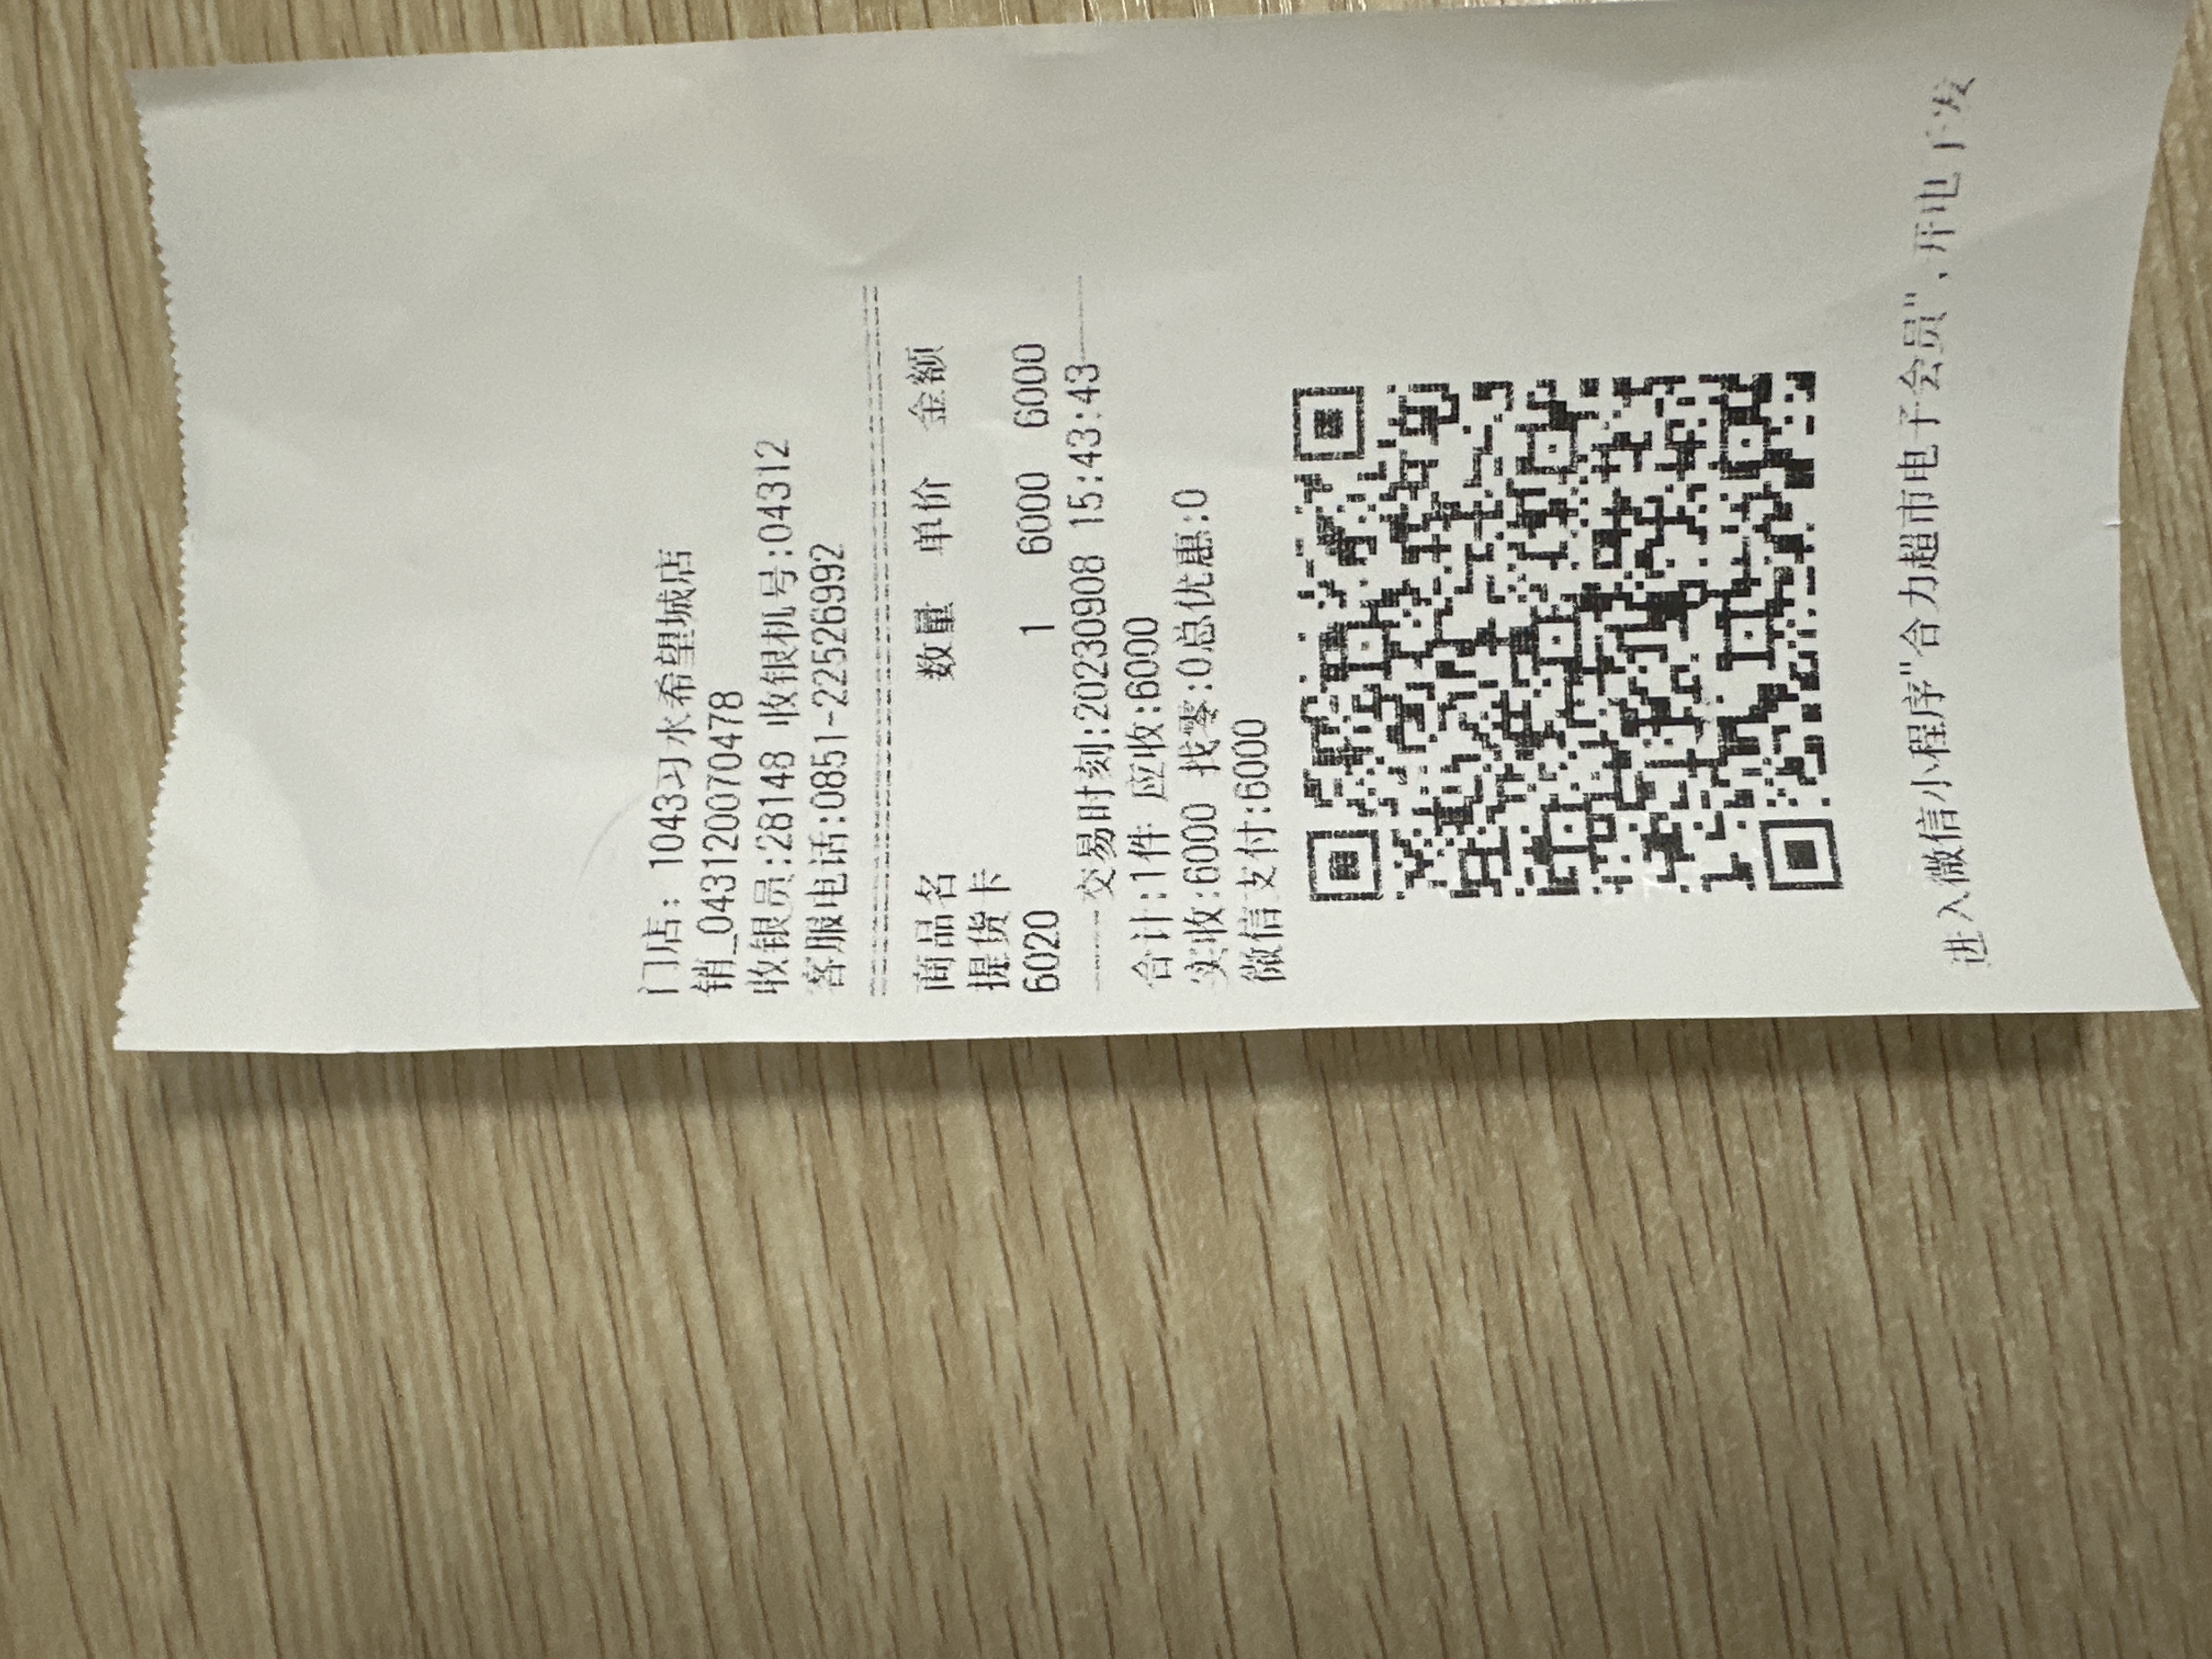 门店: 1043习水希望城店
销_043120070478
收银员:28148 收银机号:04312
客服电话:0851-22526992
商品名 数量 单价 金额
提货卡
6020 1 6000 6000
----交易时刻:20230908 15:43:43----
合计:1件 应收:6000
实收:6000 找零:0总优惠:0
微信支付:6000
进入微信小程序"合力超市电子会员",开电子发